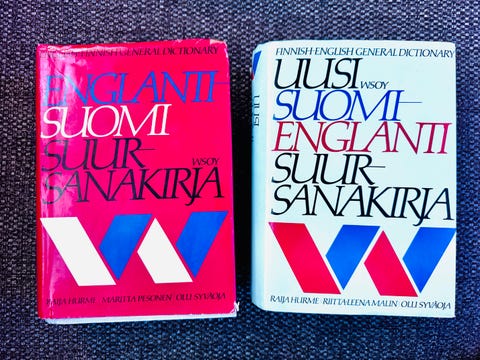 FINNISH GENERAL DICTIONARY
ENGLANTI-
SUOMI
SUUR-
WSOY
SANAKIRJA
RAIJA HURME · MARITTA PESONEN · OLLI SYVÄOJA
FINNISH-ENGLISH GENERAL DICTIONARY
UUSI
WSOY
SUOMI-
ENGLANTI
SUUR-
SANAKIRJA
RAIJA HURME · RIITTA-LEENA MALIN · OLLI SYVÄOJA